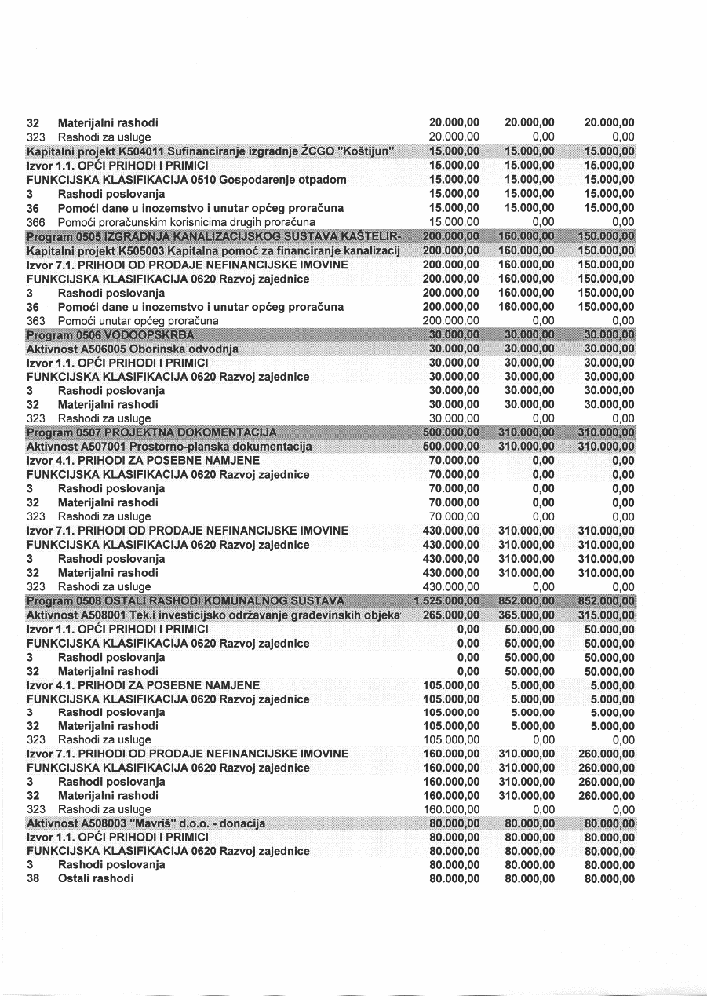 32 Materijalni rashodi 20.000,00 20.000,00 20.000,00
323 Rashodi za usluge 20.000,00 0,00 0,00
Kapitalni projekt K504011 Sufinanciranje izgradnje ŽCGO "Koštijun" 15.000,00 15.000,00 15.000,00
Izvor 1.1. OPĆI PRIHODI I PRIMICI 15.000,00 15.000,00 15.000,00
FUNKCIJSKA KLASIFIKACIJA 0510 Gospodarenje otpadom 15.000,00 15.000,00 15.000,00
3 Rashodi poslovanja 15.000,00 15.000,00 15.000,00
36 Pomoći dane u inozemstvo i unutar općeg proračuna 15.000,00 15.000,00 15.000,00
366 Pomoći proračunskim korisnicima drugih proračuna 15.000,00 0,00 0,00
Program 0505 IZGRADNJA KANALIZACIJSKOG SUSTAVA KAŠTELIR- 200.000,00 160.000,00 150.000,00
Kapitalni projekt K505003 Kapitalna pomoć za financiranje kanalizacij 200.000,00 160.000,00 150.000,00
Izvor 7.1. PRIHODI OD PRODAJE NEFINANCIJSKE IMOVINE 200.000,00 160.000,00 150.000,00
FUNKCIJSKA KLASIFIKACIJA 0620 Razvoj zajednice 200.000,00 160.000,00 150.000,00
3 Rashodi poslovanja 200.000,00 160.000,00 150.000,00
36 Pomoći dane u inozemstvo i unutar općeg proračuna 200.000,00 160.000,00 150.000,00
363 Pomoći unutar općeg proračuna 200.000,00 0,00 0,00
Program 0506 VODOOPSKRBA 30.000,00 30.000,00 30.000,00
Aktivnost A506005 Oborinska odvodnja 30.000,00 30.000,00 30.000,00
Izvor 1.1. OPĆI PRIHODI I PRIMICI 30.000,00 30.000,00 30.000,00
FUNKCIJSKA KLASIFIKACIJA 0620 Razvoj zajednice 30.000,00 30.000,00 30.000,00
3 Rashodi poslovanja 30.000,00 30.000,00 30.000,00
32 Materijalni rashodi 30.000,00 30.000,00 30.000,00
323 Rashodi za usluge 30.000,00 0,00 0,00
Program 0507 PROJEKTNA DOKOMENTACIJA 500.000,00 310.000,00 310.000,00
Aktivnost A507001 Prostorno-planska dokumentacija 500.000,00 310.000,00 310.000,00
Izvor 4.1. PRIHODI ZA POSEBNE NAMJENE 70.000,00 0,00 0,00
FUNKCIJSKA KLASIFIKACIJA 0620 Razvoj zajednice 70.000,00 0,00 0,00
3 Rashodi poslovanja 70.000,00 0,00 0,00
32 Materijalni rashodi 70.000,00 0,00 0,00
323 Rashodi za usluge 70.000,00 0,00 0,00
Izvor 7.1. PRIHODI OD PRODAJE NEFINANCIJSKE IMOVINE 430.000,00 310.000,00 310.000,00
FUNKCIJSKA KLASIFIKACIJA 0620 Razvoj zajednice 430.000,00 310.000,00 310.000,00
3 Rashodi poslovanja 430.000,00 310.000,00 310.000,00
32 Materijalni rashodi 430.000,00 310.000,00 310.000,00
323 Rashodi za usluge 430.000,00 0,00 0,00
Program 0508 OSTALI RASHODI KOMUNALNOG SUSTAVA 1.525.000,00 852.000,00 852.000,00
Aktivnost A508001 Tek.i investicijsko održavanje građevinskih objeka 265.000,00 365.000,00 315.000,00
Izvor 1.1. OPĆI PRIHODI I PRIMICI 0,00 50.000,00 50.000,00
FUNKCIJSKA KLASIFIKACIJA 0620 Razvoj zajednice 0,00 50.000,00 50.000,00
3 Rashodi poslovanja 0,00 50.000,00 50.000,00
32 Materijalni rashodi 0,00 50.000,00 50.000,00
Izvor 4.1. PRIHODI ZA POSEBNE NAMJENE 105.000,00 5.000,00 5.000,00
FUNKCIJSKA KLASIFIKACIJA 0620 Razvoj zajednice 105.000,00 5.000,00 5.000,00
3 Rashodi poslovanja 105.000,00 5.000,00 5.000,00
32 Materijalni rashodi 105.000,00 5.000,00 5.000,00
323 Rashodi za usluge 105.000,00 0,00 0,00
Izvor 7.1. PRIHODI OD PRODAJE NEFINANCIJSKE IMOVINE 160.000,00 310.000,00 260.000,00
FUNKCIJSKA KLASIFIKACIJA 0620 Razvoj zajednice 160.000,00 310.000,00 260.000,00
3 Rashodi poslovanja 160.000,00 310.000,00 260.000,00
32 Materijalni rashodi 160.000,00 310.000,00 260.000,00
323 Rashodi za usluge 160.000,00 0,00 0,00
Aktivnost A508003 "Mavriš" d.o.o. - donacija 80.000,00 80.000,00 80.000,00
Izvor 1.1. OPĆI PRIHODI I PRIMICI 80.000,00 80.000,00 80.000,00
FUNKCIJSKA KLASIFIKACIJA 0620 Razvoj zajednice 80.000,00 80.000,00 80.000,00
3 Rashodi poslovanja 80.000,00 80.000,00 80.000,00
38 Ostali rashodi 80.000,00 80.000,00 80.000,00